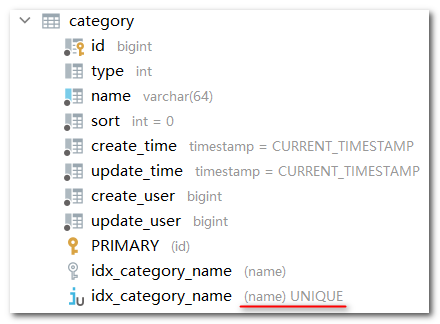 category
id bigint
type int
name varchar(64)
sort int = 0
create_time timestamp = CURRENT_TIMESTAMP
update_time timestamp = CURRENT_TIMESTAMP
create_user bigint
update_user bigint
PRIMARY (id)
idx_category_name (name)
idx_category_name (name) UNIQUE